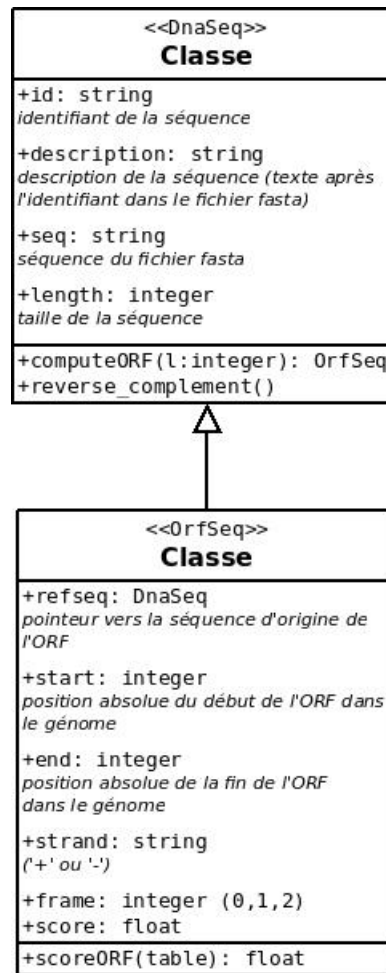 <<DnaSeq>>
Classe
+id: string
identifiant de la séquence
+description: string
description de la séquence (texte après
l'identifiant dans le fichier fasta)
+seq: string
séquence du fichier fasta
+length: integer
taille de la séquence
+computeORF(l:integer): OrfSeq
+reverse_complement()
<<OrfSeq>>
Classe
+refseq: DnaSeq
pointeur vers la séquence d'origine de
l'ORF
+start: integer
position absolue du début de l'ORF dans
le génome
+end: integer
position absolue de la fin de l'ORF
dans le génome
+strand: string
('+' ou '-')
+frame: integer (0,1,2)
+score: float
+scoreORF(table): float